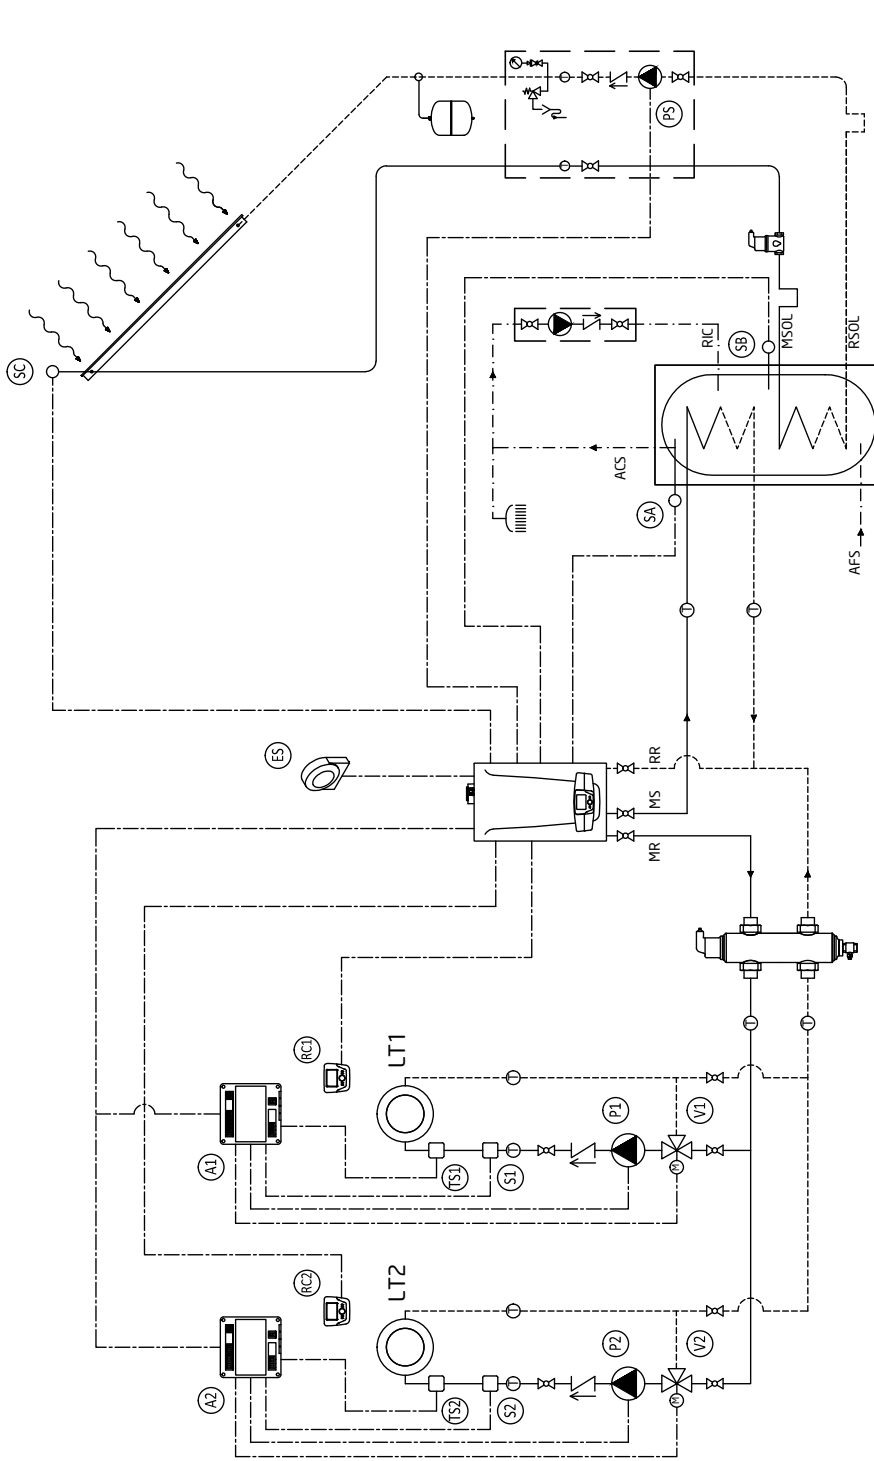 SC
PS
RIC
SB
MSOL
RSOL
ACS
SA
AFS
T
T
ES
RR
MS
MR
RC1
LT1
A1
TS1
S1
T
T
P1
V1
M
T
T
RC2
LT2
A2
TS2
S2
T
T
P2
V2
M